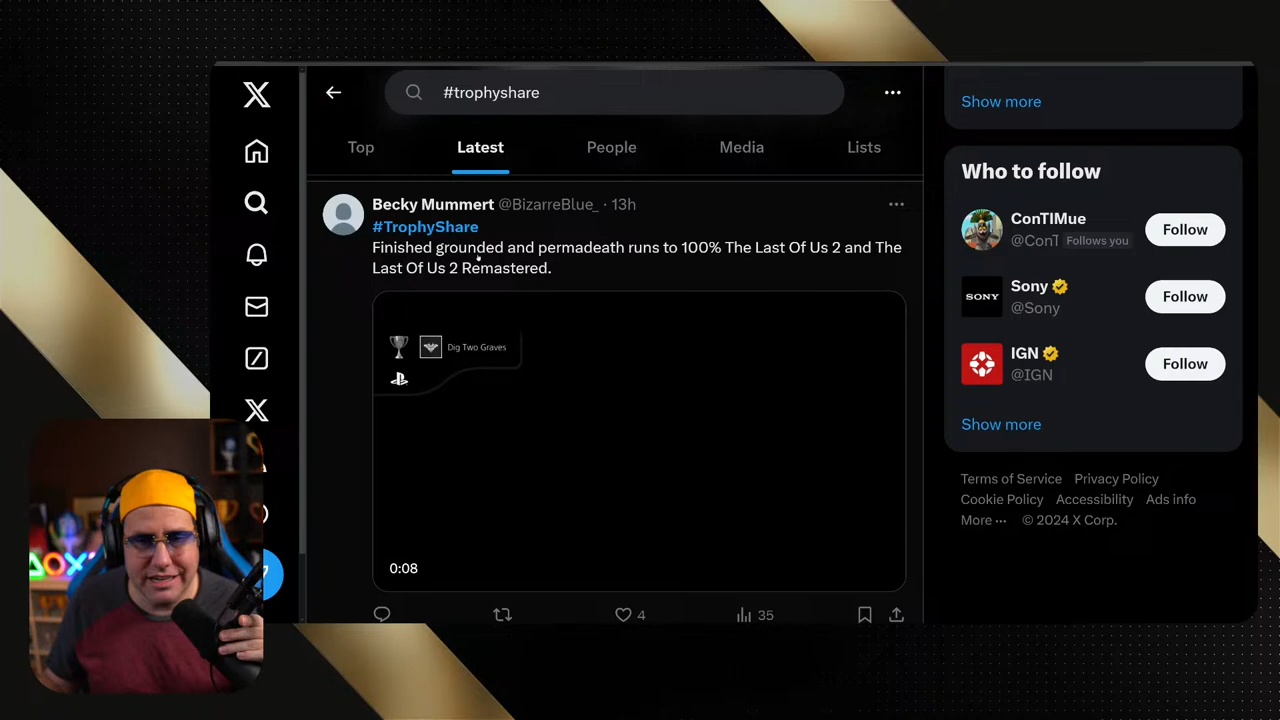 #trophyshare
Top Latest People Media Lists
Becky Mummert @BizarreBlue_ · 13h
#TrophyShare
Finished grounded and permadeath runs to 100% The Last Of Us 2 and The
Last Of Us 2 Remastered.
Dig Two Graves
0:08
4
35
Show more
Who to follow
ConTIMue
@ConT Follows you
Follow
Sony
@Sony
Follow
SONY
IGN
@IGN
Follow
Show more
Terms of Service Privacy Policy
Cookie Policy Accessibility Ads info
More ··· © 2024 X Corp.